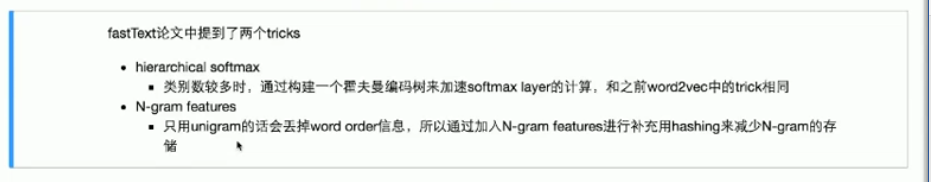 fastText论文中提到了两个tricks
hierarchical softmax
类别数较多时，通过构建一个霍夫曼编码树来加速softmax layer的计算，和之前word2vec中的trick相同
N-gram features
只用unigram的话会丢掉word order信息，所以通过加入N-gram features进行补充用hashing来减少N-gram的存
储